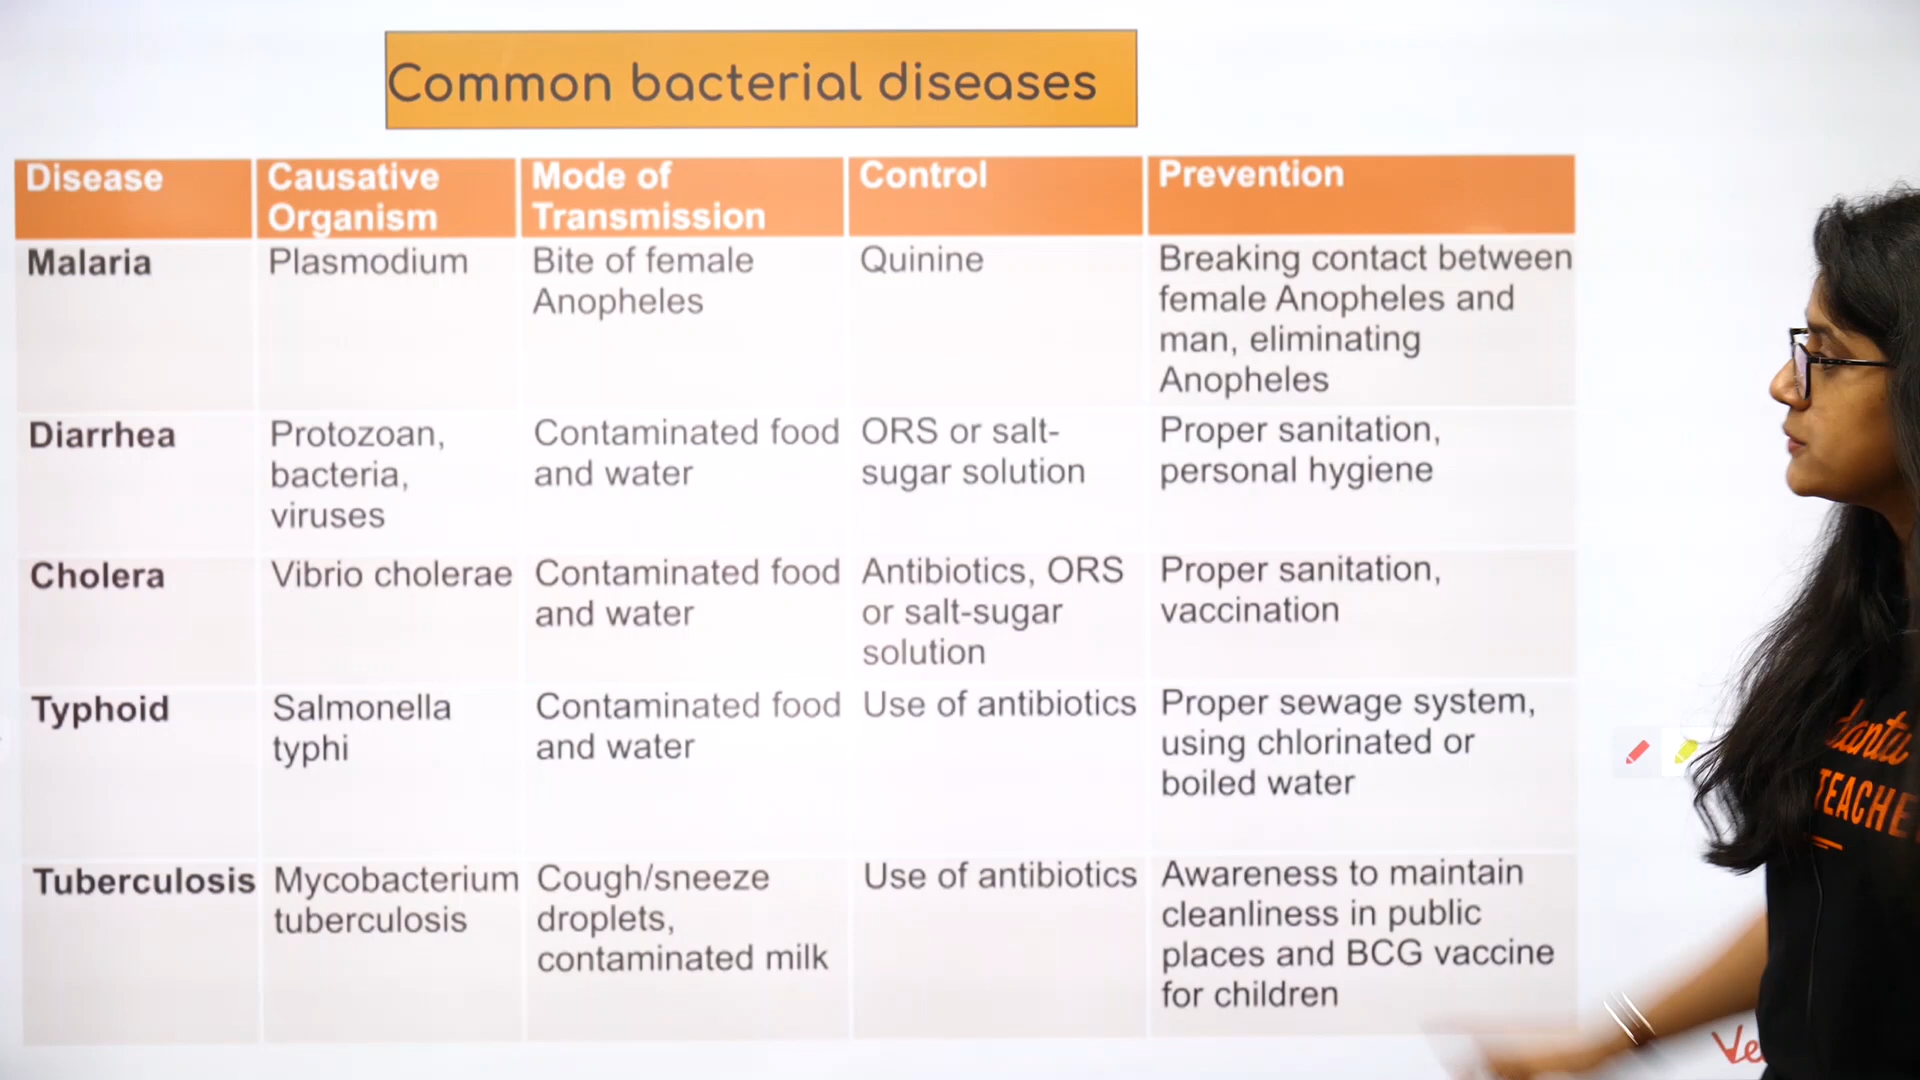 Common bacterial diseases
Disease
Causative
Organism
Mode of
Transmission
Control
Prevention
Malaria
Plasmodium
Bite of female
Anopheles
Quinine
Breaking contact between
female Anopheles and
man, eliminating
Anopheles
Diarrhea
Protozoan,
bacteria,
viruses
Contaminated food
and water
ORS or salt-
sugar solution
Proper sanitation,
personal hygiene
Cholera
Vibrio cholerae
Contaminated food
and water
Antibiotics, ORS
or salt-sugar
solution
Proper sanitation,
vaccination
Typhoid
Salmonella
typhi
Contaminated food
and water
Use of antibiotics
Proper sewage system,
using chlorinated or
boiled water
Tuberculosis
Mycobacterium
tuberculosis
Cough/sneeze
droplets,
contaminated milk
Use of antibiotics
Awareness to maintain
cleanliness in public
places and BCG vaccine
for children